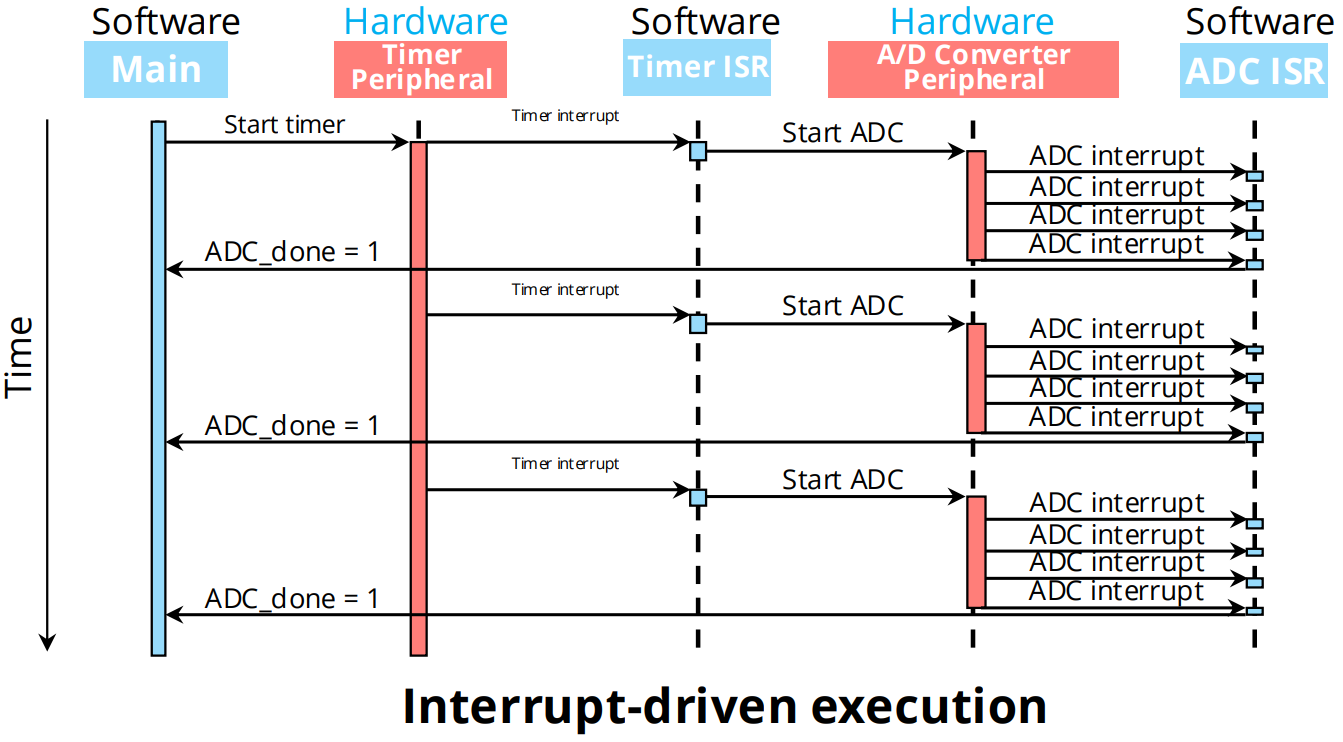 Software
Hardware
Software
Hardware
Software
Main
Timer
Peripheral
Timer ISR
A/D Converter
Peripheral
ADC ISR
Start timer
Timer interrupt
Start ADC
ADC interrupt
ADC interrupt
ADC interrupt
ADC interrupt
ADC_done = 1
Timer interrupt
Start ADC
ADC interrupt
ADC interrupt
ADC interrupt
ADC interrupt
ADC_done = 1
Timer interrupt
Start ADC
ADC interrupt
ADC interrupt
ADC interrupt
ADC interrupt
ADC_done = 1
Time
Interrupt-driven execution